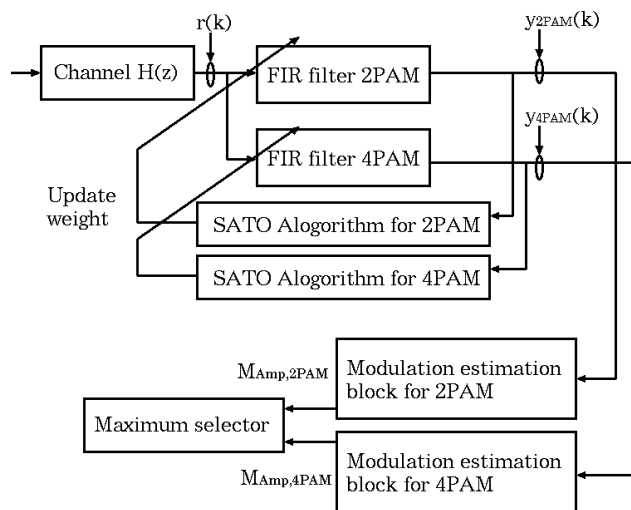 r(k)
y2PAM(k)
Channel H(z)
FIR filter 2PAM
y4PAM(k)
FIR filter 4PAM
Update
weight
SATO Alogorithm for 2PAM
SATO Alogorithm for 4PAM
MAmp,2PAM
Modulation estimation
block for 2PAM
Maximum selector
MAmp,4PAM
Modulation estimation
block for 4PAM